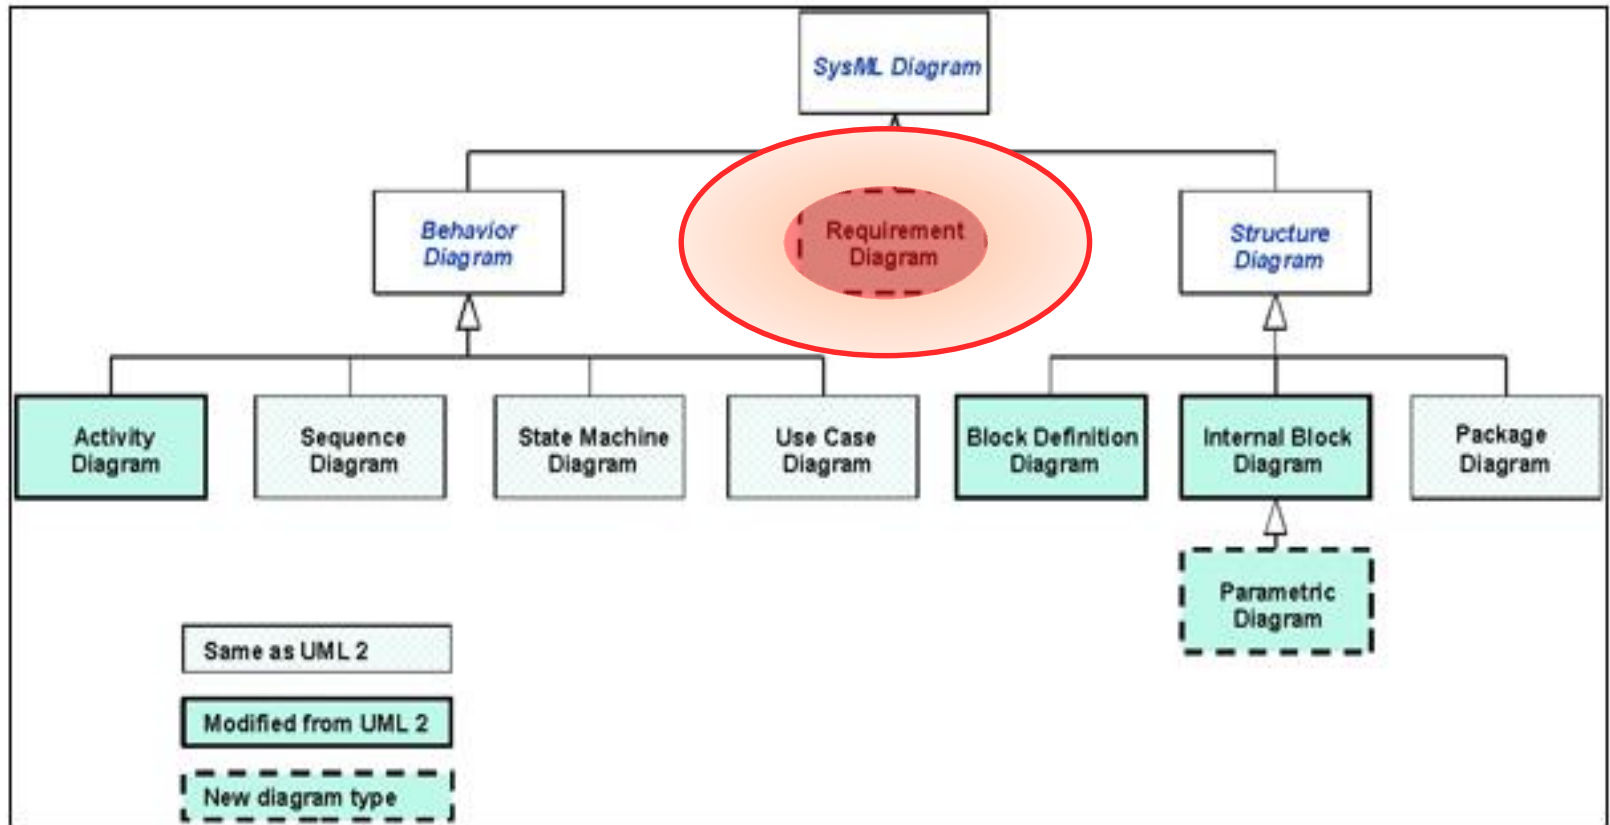 SysML Diagram
Behavior
Diagram
Requirement
Diagram
Structure
Diagram
Activity
Diagram
Sequence
Diagram
State Machine
Diagram
Use Case
Diagram
Block Definition
Diagram
Internal Block
Diagram
Package
Diagram
Parametric
Diagram
Same as UML 2
Modified from UML 2
New diagram type